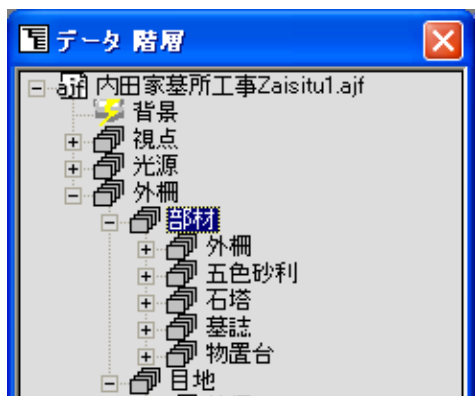 データ 階層
ajf 内田家墓所工事Zaisitu1.ajf
背景
視点
光源
外柵
部材
外柵
五色砂利
石塔
墓誌
物置台
目地